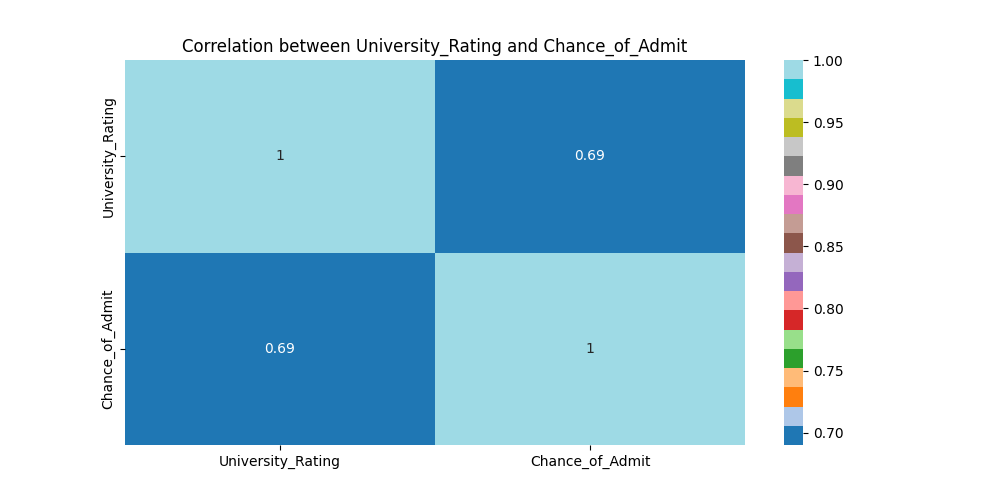 Correlation between University_Rating and Chance_of_Admit
University_Rating
1
0.69
Chance_of_Admit
0.69
1
University_Rating
Chance_of_Admit
1.00
0.95
0.90
0.85
0.80
0.75
0.70